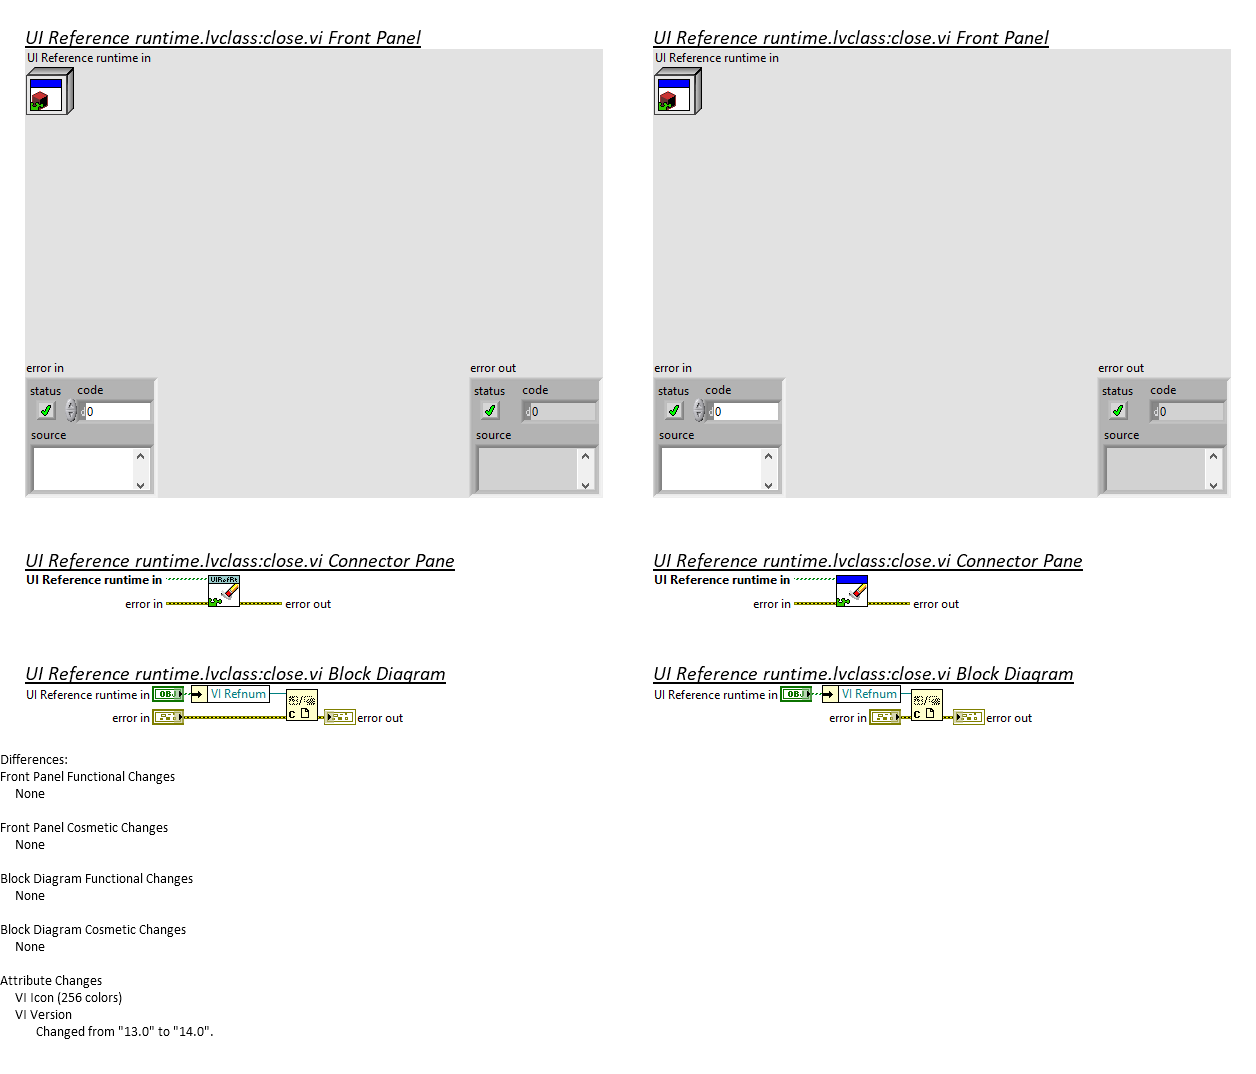 UI Reference runtime.lvclass:close.vi Front Panel
UI Reference runtime in
error in
status code
0
source
error out
status code
0
source
UI Reference runtime.lvclass:close.vi Front Panel
UI Reference runtime in
error in
status code
0
source
error out
status code
0
source
UI Reference runtime.lvclass:close.vi Connector Pane
UI Reference runtime in
UIRefRt
error in
error out
UI Reference runtime.lvclass:close.vi Connector Pane
UI Reference runtime in
error in
error out
UI Reference runtime.lvclass:close.vi Block Diagram
UI Reference runtime in OBJ VI Refnum
C
error in
error out
UI Reference runtime.lvclass:close.vi Block Diagram
UI Reference runtime in OBJ VI Refnum
C
error in
error out
Differences:
Front Panel Functional Changes
None
Front Panel Cosmetic Changes
None
Block Diagram Functional Changes
None
Block Diagram Cosmetic Changes
None
Attribute Changes
VI Icon (256 colors)
VI Version
Changed from "13.0" to "14.0".